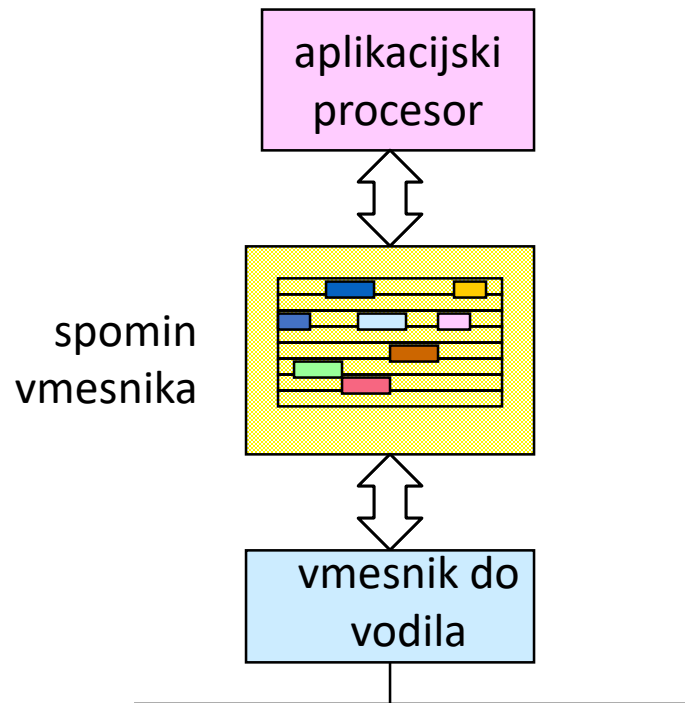 aplikacijski
procesor
spomin
vmesnika
vmesnik do
vodila